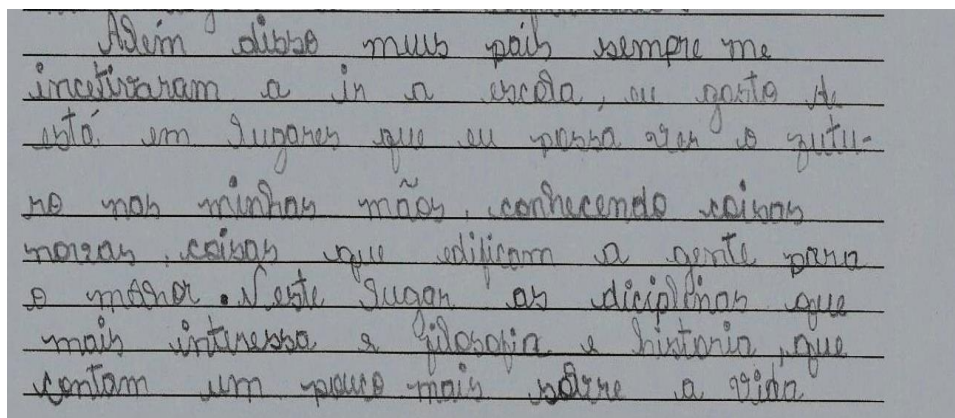 Além disso meus pais sempre me
incetivaram a ir a escola, eu gosto de
está em lugares que eu possa ver o futu-
ro nas minhas mãos, conhecendo coisas
novas, coisas que edificam a gente para
o melhor. Neste lugar as diciplinas que
mais interessa e filosofia e historia, que
contam um pouco mais sobre a vida